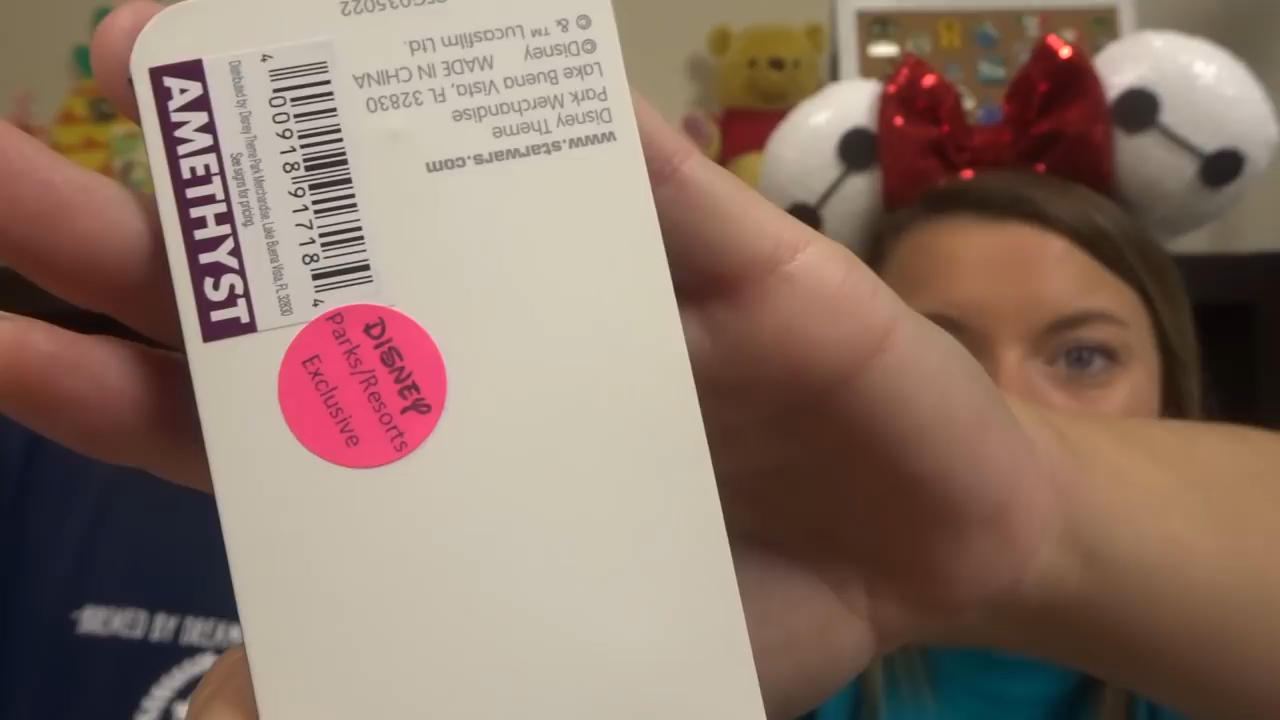 www.starwars.com
Disney Theme
Park Merchandise
Lake Buena Vista, FL 32830
MADE IN CHINA
©Disney
© & ™ Lucasfilm Ltd.
AMETHYST
Distributed by Disney Theme Park Merchandise, Lake Buena Vista, FL 32830
See signs for pricing.
4 00918 91718 4
DISNEY
Parks/Resorts
Exclusive